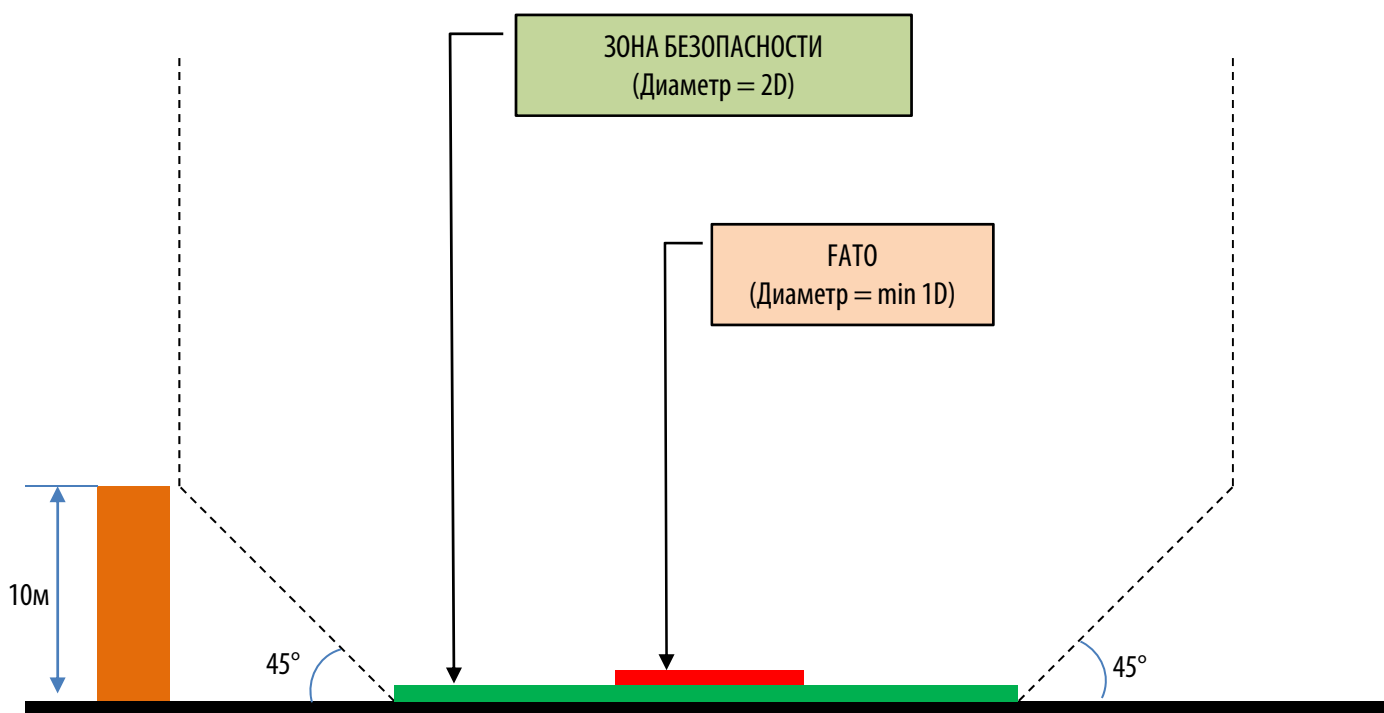 ЗОНА БЕЗОПАСНОСТИ
(Диаметр = 2D)
FATO
(Диаметр = min 1D)
10м
45°
45°